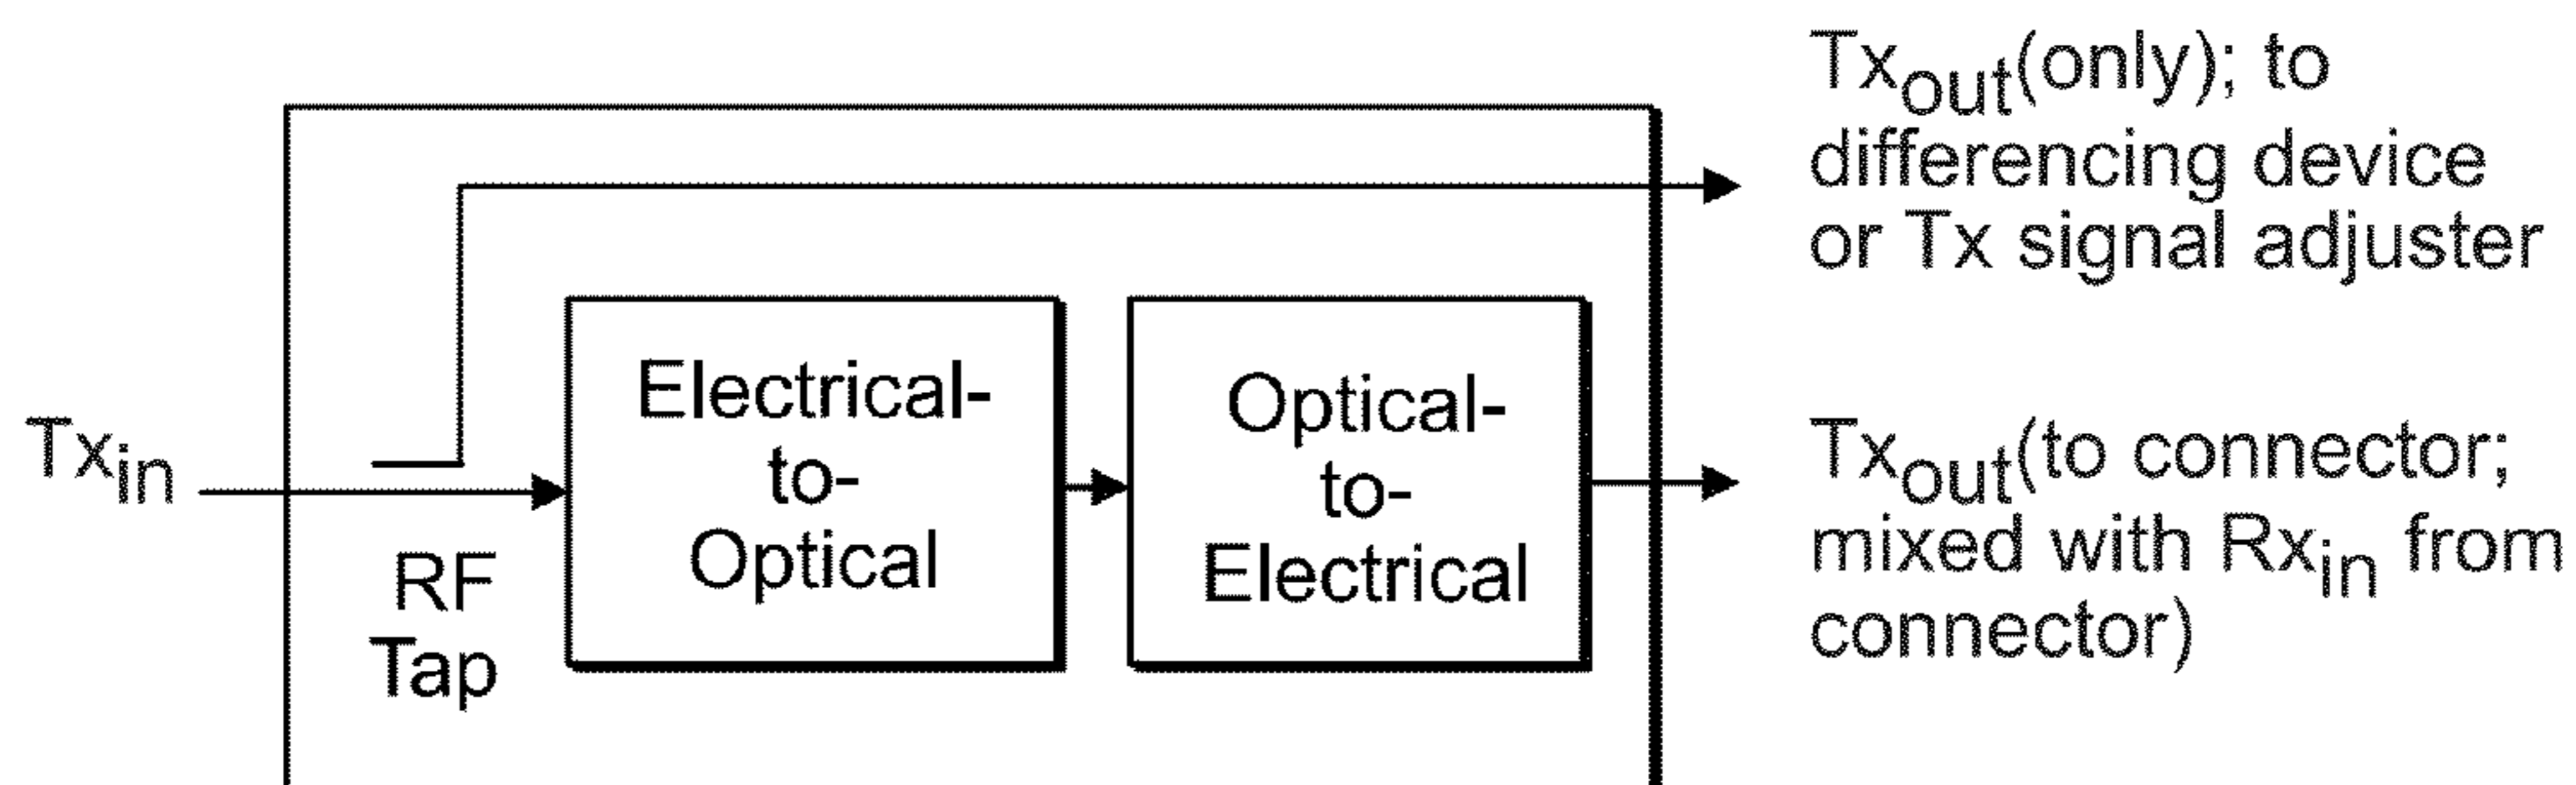 Tx_out(only); to
differencing device
or Tx signal adjuster
Electrical-
to-
Optical
Optical-
to-
Electrical
Tx_in
RF
Tap
Tx_out(to connector;
mixed with Rx_in from
connector)